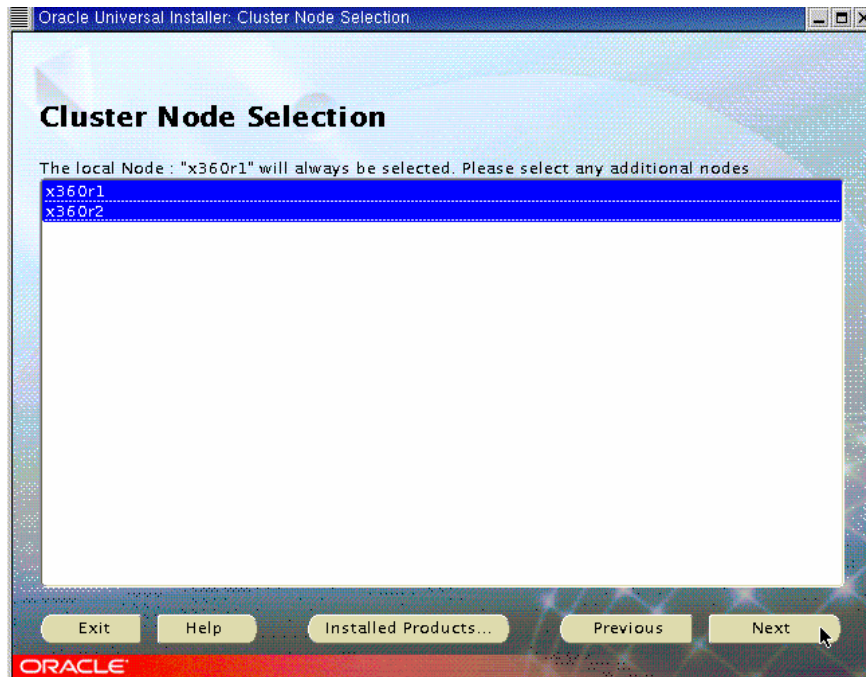 Oracle Universal Installer: Cluster Node Selection
Cluster Node Selection
The local Node : "x360r1" will always be selected. Please select any additional nodes
x360r1
x360r2
Exit Help Installed Products... Previous Next
ORACLE